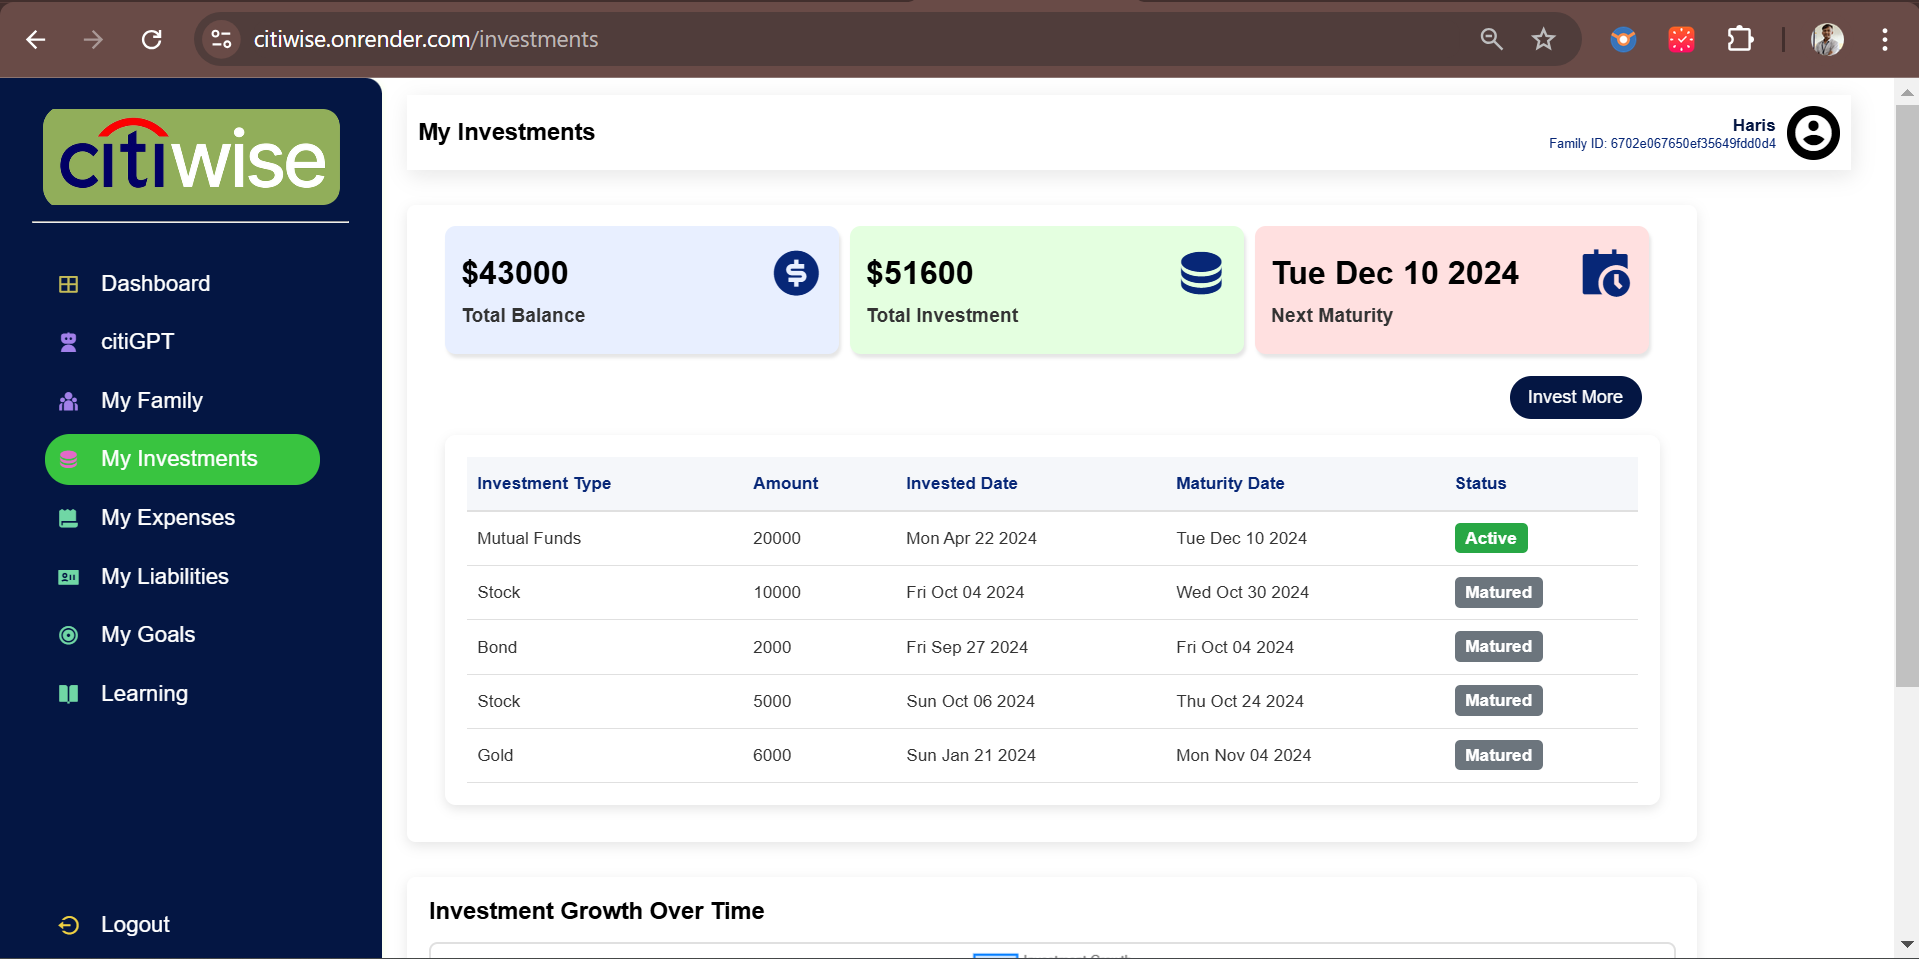 citiwise.onrender.com/investments
citiwise
Dashboard
citiGPT
My Family
My Investments
My Expenses
My Liabilities
My Goals
Learning
Logout
My Investments
Haris
Family ID: 6702e067650ef35649fdd0d4
$43000
Total Balance
$51600
Total Investment
Tue Dec 10 2024
Next Maturity
Invest More
Investment Type Amount Invested Date Maturity Date Status
Mutual Funds 20000 Mon Apr 22 2024 Tue Dec 10 2024 Active
Stock 10000 Fri Oct 04 2024 Wed Oct 30 2024 Matured
Bond 2000 Fri Sep 27 2024 Fri Oct 04 2024 Matured
Stock 5000 Sun Oct 06 2024 Thu Oct 24 2024 Matured
Gold 6000 Sun Jan 21 2024 Mon Nov 04 2024 Matured
Investment Growth Over Time